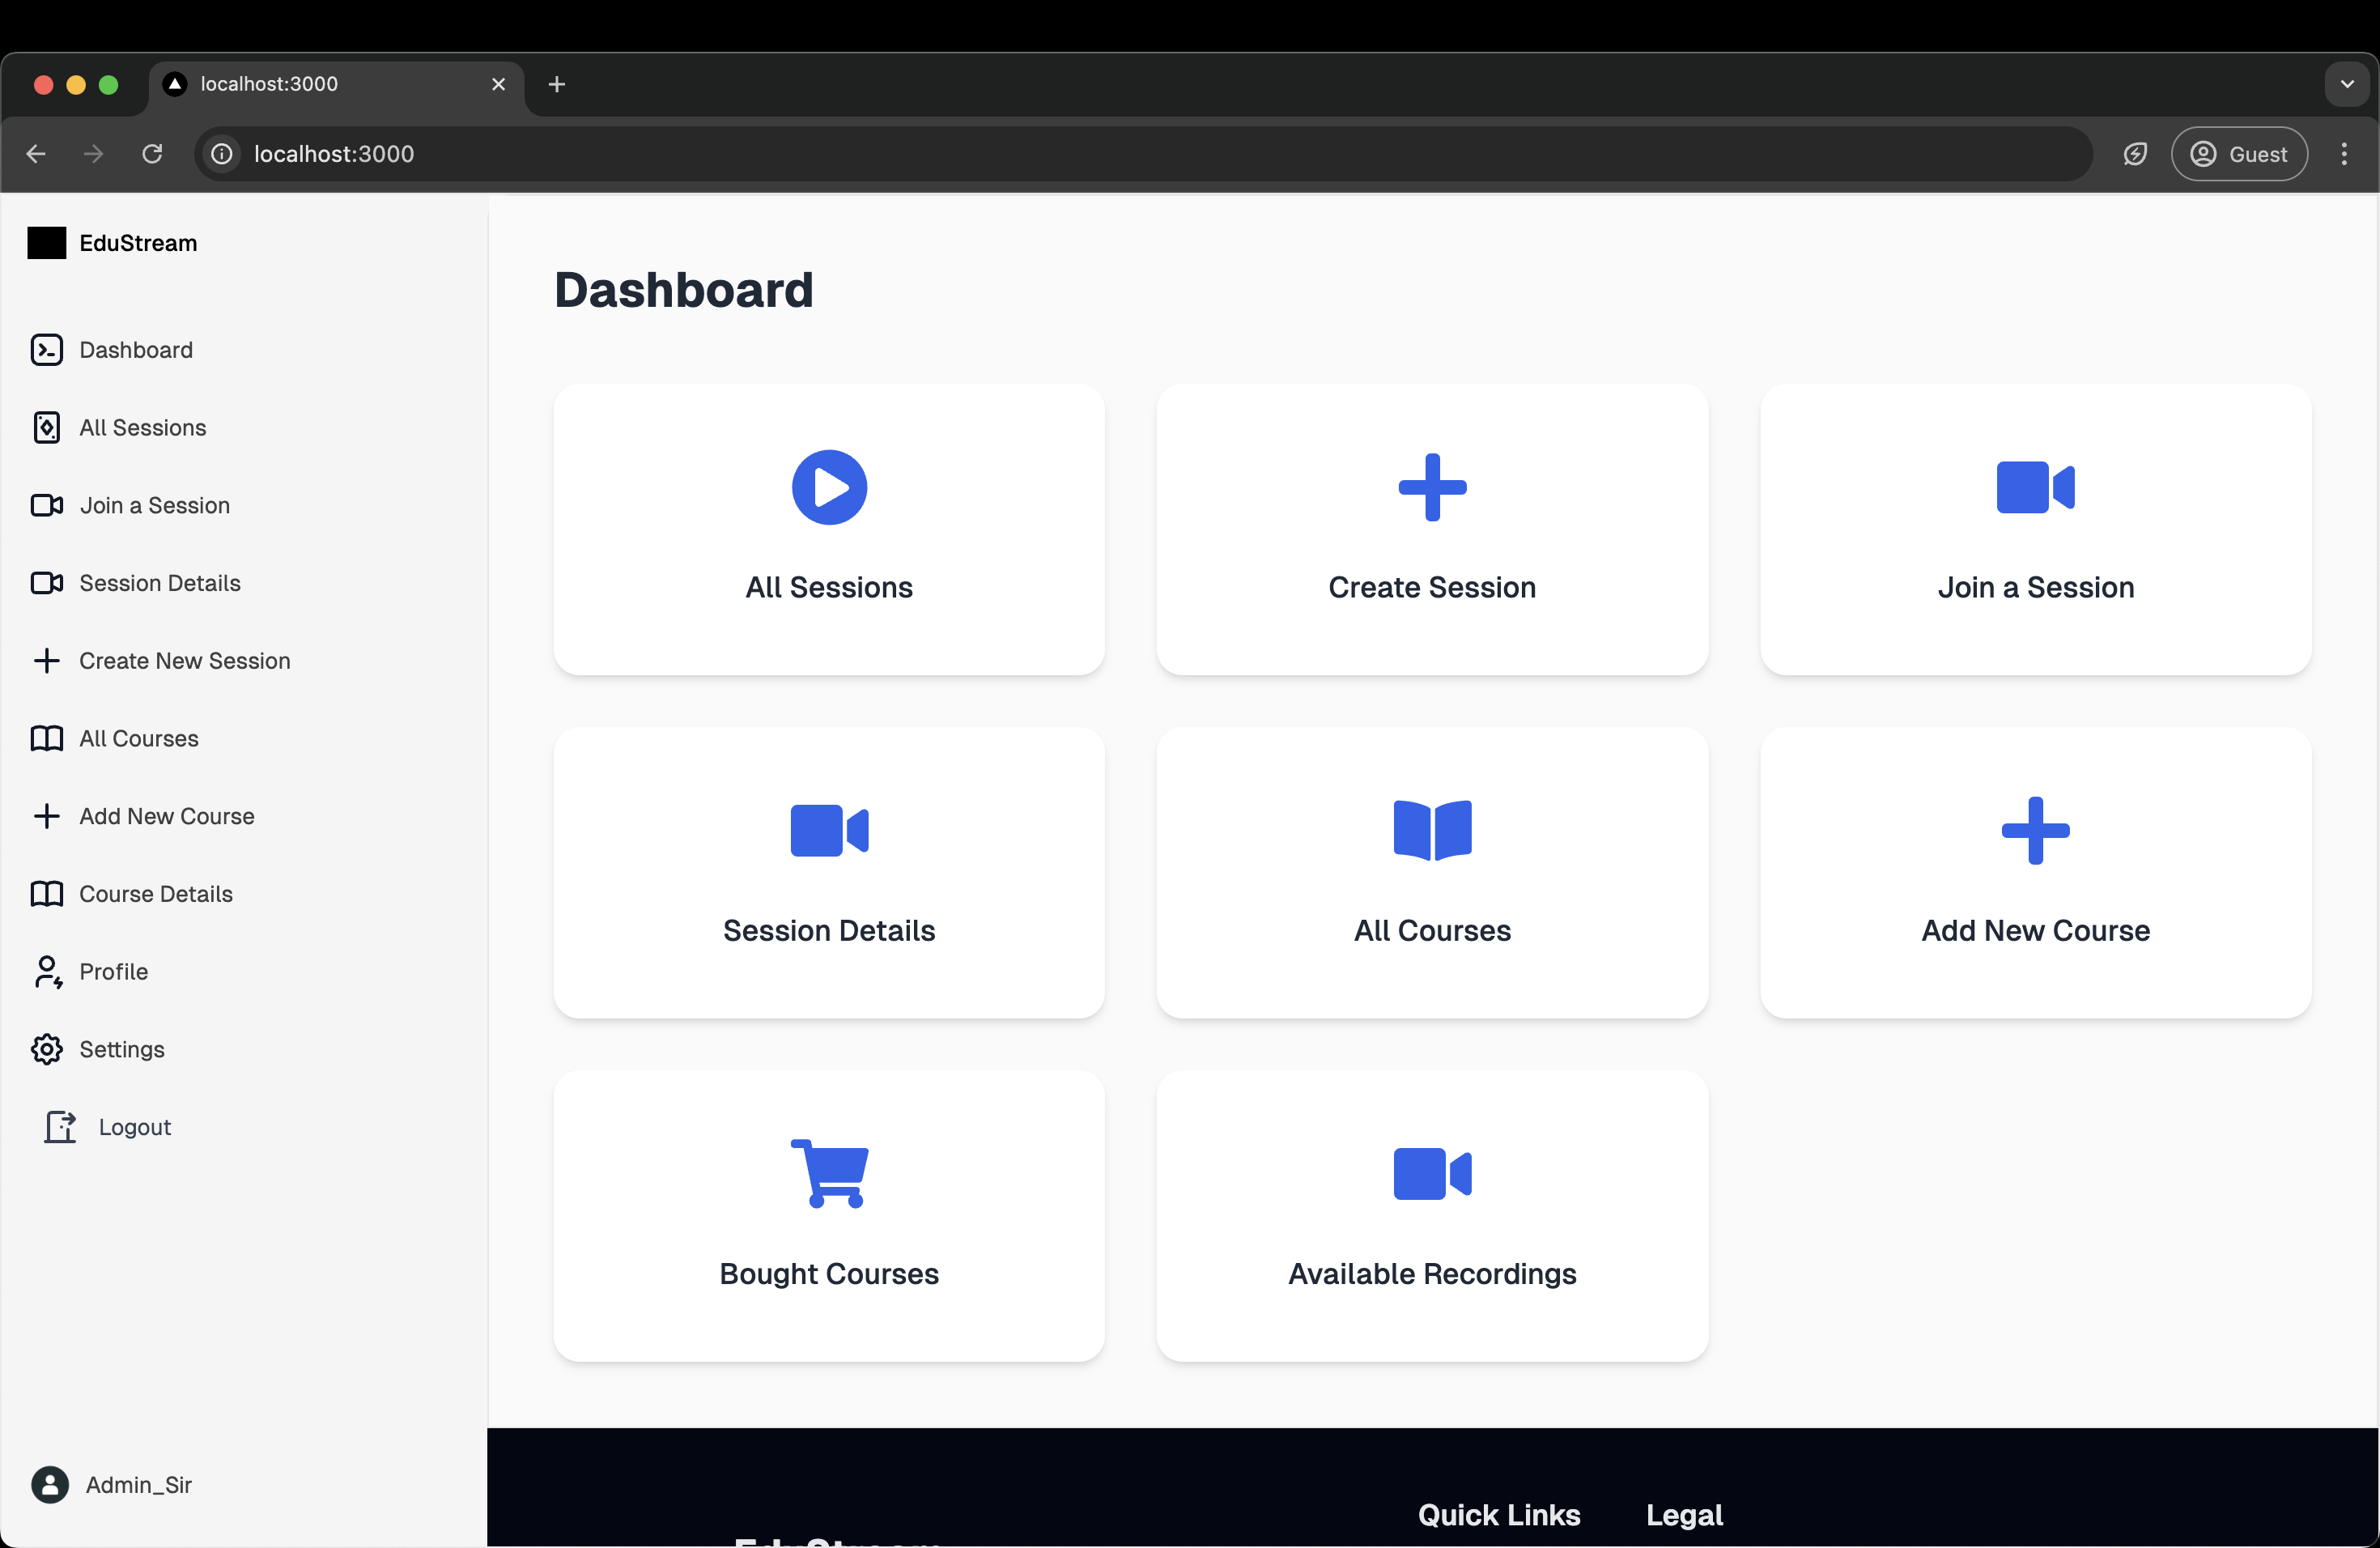 localhost:3000
localhost:3000
Guest
EduStream
Dashboard
All Sessions
Join a Session
Session Details
Create New Session
All Courses
Add New Course
Course Details
Profile
Settings
Logout
Admin_Sir
Dashboard
All Sessions
Create Session
Join a Session
Session Details
All Courses
Add New Course
Bought Courses
Available Recordings
Quick Links
Legal
EduStream